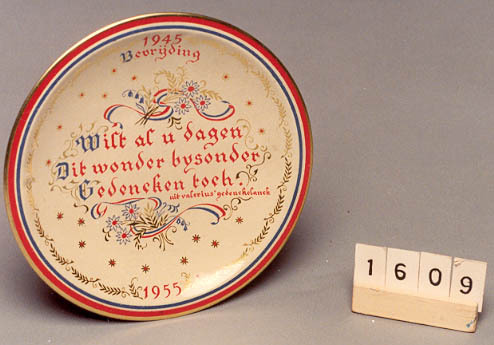 1945
Bevrijding
Wilt al u dagen
Dit wonder bysonder
Gedencken toch.
uit valerius' gedenckclanck
1955
1609